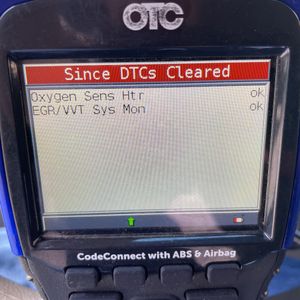 OTC
Since DTCs Cleared
Oxygen Sens Htr ok
EGR/VVT Sys Mon ok
CodeConnect with ABS & Airbag